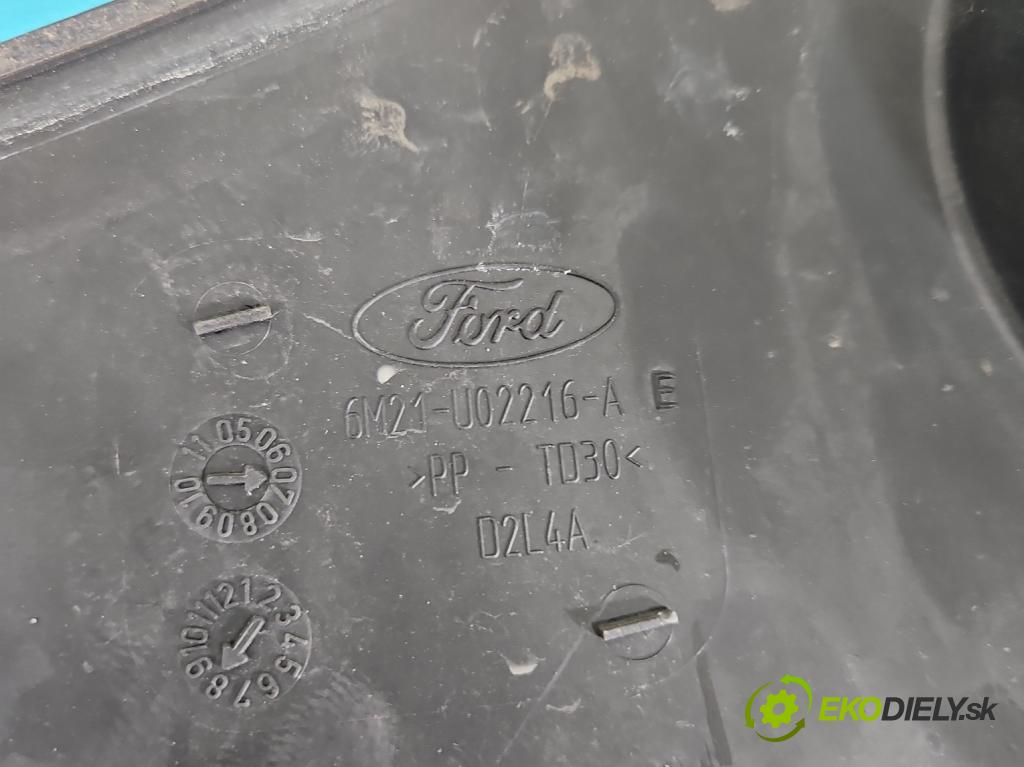 Ford
6M21-U02216-A E
>PP - TD30<
11 05 06 07 08 09 10
D2L4A
12 1 2 3 4 5 6 7 8 9 10 11
EKODIELY.sk